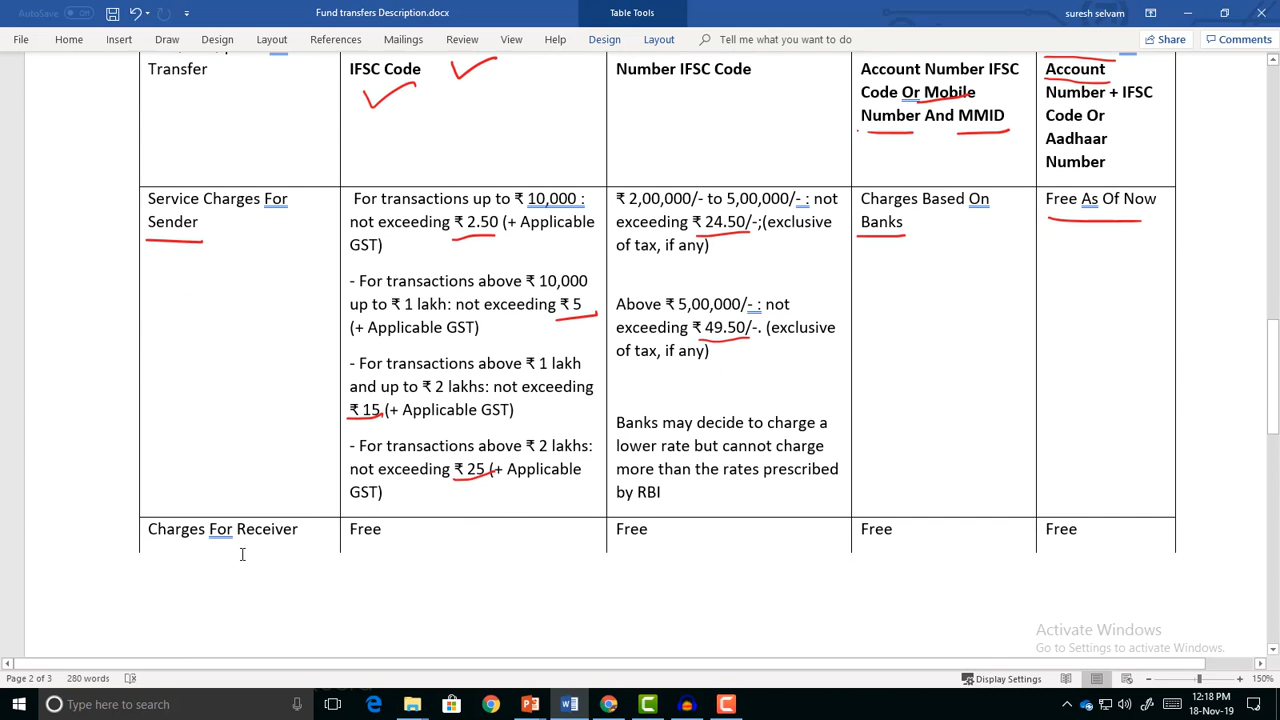 AutoSave Off
Fund transfers Description.docx
Table Tools
suresh selvam
File Home Insert Draw Design Layout References Mailings Review View Help Design Layout Tell me what you want to do Share Comments
Transfer
IFSC Code
Number IFSC Code
Account Number IFSC
Code Or Mobile
Number And MMID
Account
Number + IFSC
Code Or
Aadhaar
Number
Service Charges For
Sender
For transactions up to ₹ 10,000 :
not exceeding ₹ 2.50 (+ Applicable
GST)
- For transactions above ₹ 10,000
up to ₹ 1 lakh: not exceeding ₹ 5
(+ Applicable GST)
- For transactions above ₹ 1 lakh
and up to ₹ 2 lakhs: not exceeding
₹ 15 (+ Applicable GST)
- For transactions above ₹ 2 lakhs:
not exceeding ₹ 25 (+ Applicable
GST)
₹ 2,00,000/- to 5,00,000/- : not
exceeding ₹ 24.50/-;(exclusive
of tax, if any)
Above ₹ 5,00,000/- : not
exceeding ₹ 49.50/-. (exclusive
of tax, if any)
Banks may decide to charge a
lower rate but cannot charge
more than the rates prescribed
by RBI
Charges Based On
Banks
Free As Of Now
Charges For Receiver
Free
Free
Free
Free
Activate Windows
Go to Settings to activate Windows.
Page 2 of 3 280 words Display Settings 150%
Type here to search
12:18 PM
18-Nov-19